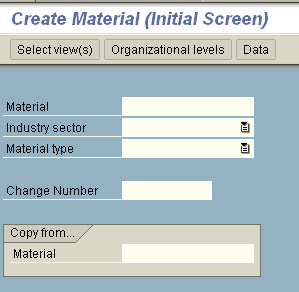 Create Material (Initial Screen)
Select view(s) Organizational levels Data
Material
Industry sector
Material type
Change Number
Copy from...
Material